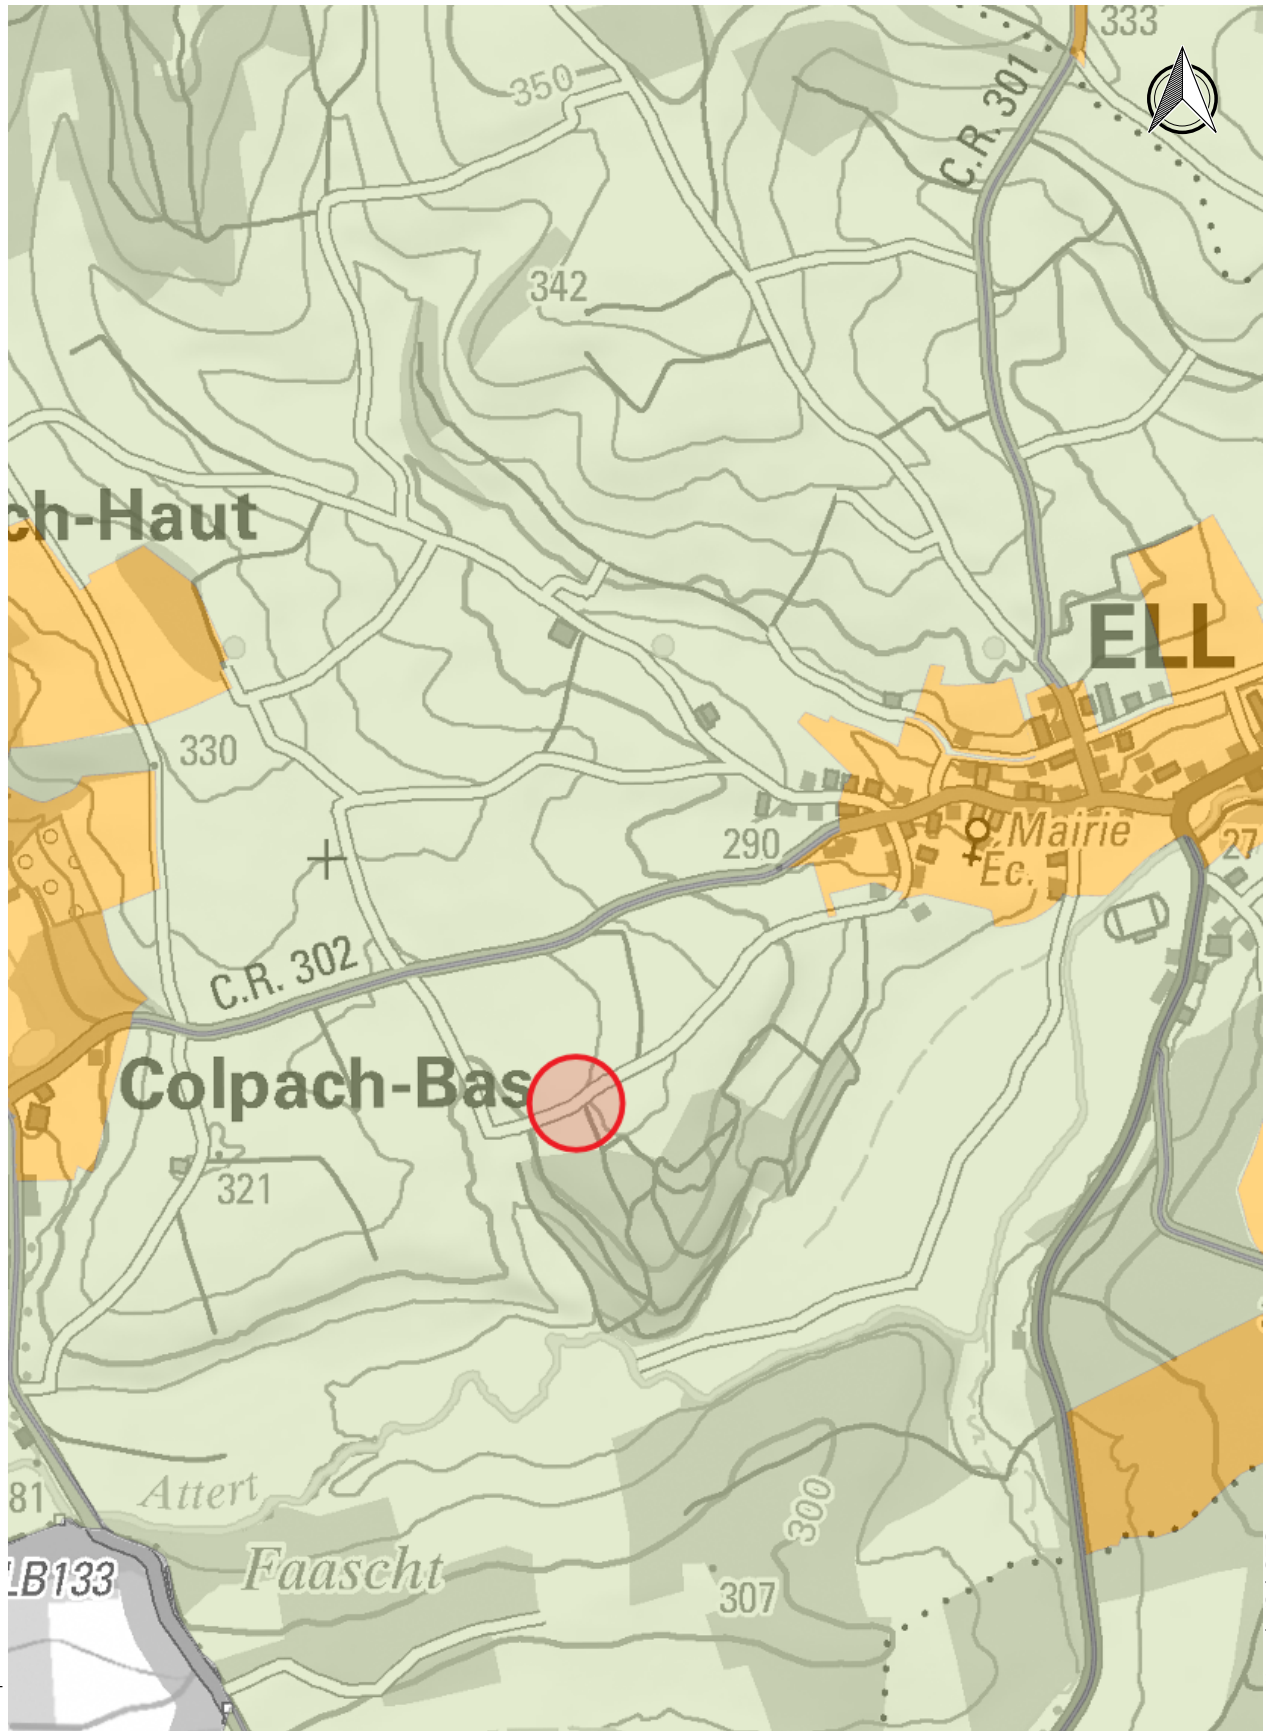 333
C.R. 301
350
342
ch-Haut
ELL
330
290
Mairie
Éc.
27
C.R. 302
Colpach-Bas
321
Attert
81
300
Faascht
LB133
307